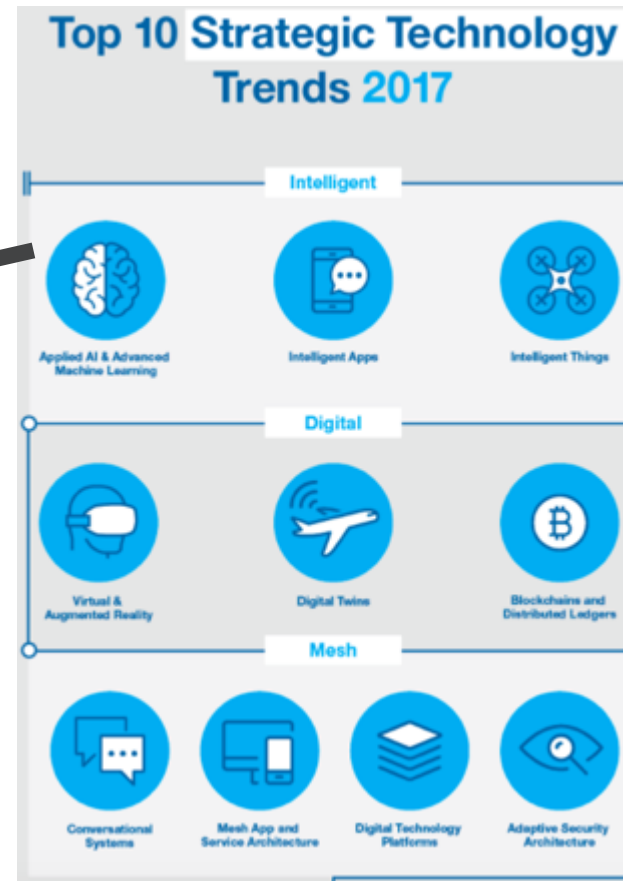 Top 10 Strategic Technology
Trends 2017
Intelligent
Applied AI & Advanced
Machine Learning
Intelligent Apps
Intelligent Things
Digital
Virtual &
Augmented Reality
Digital Twins
Blockchains and
Distributed Ledgers
Mesh
Conversational
Systems
Mesh App and
Service Architecture
Digital Technology
Platforms
Adaptive Security
Architecture